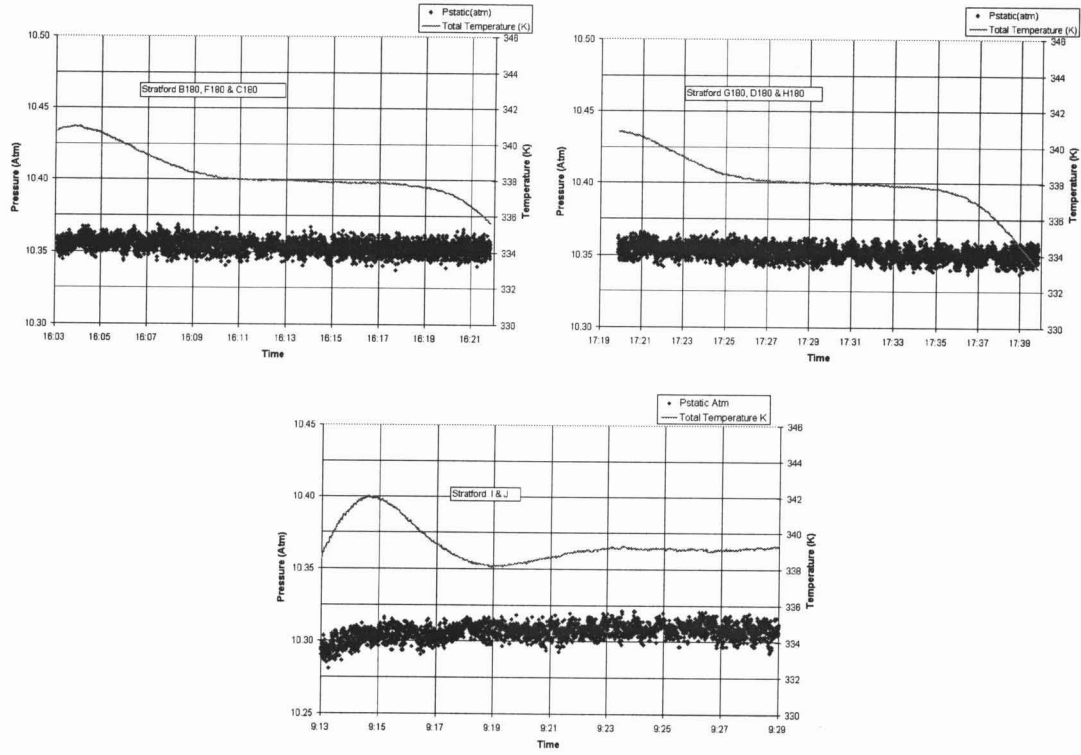 Pstatic(atm)
Total Temperature (K)
10.50
10.45
10.40
10.35
10.30
Pressure (Atm)
Stratford B180, F180 & C180
346
344
342
340
338
336
334
332
330
Temperature (K)
16:03 16:05 16:07 16:09 16:11 16:13 16:15 16:17 16:19 16:21
Time
Pstatic(atm)
Total Temperature (K)
10.50
10.45
10.40
10.35
10.30
Pressure (Atm)
Stratford G180, D180 & H180
346
344
342
340
338
336
334
332
330
Temperature (K)
17:19 17:21 17:23 17:25 17:27 17:29 17:31 17:33 17:35 17:37 17:39
Time
Pstatic Atm
Total Temperature K
10.45
10.40
10.35
10.30
10.25
Pressure (Atm)
Stratford I & J
346
344
342
340
338
336
334
332
330
Temperature (K)
9:13 9:15 9:17 9:19 9:21 9:23 9:25 9:26 9:29
Time